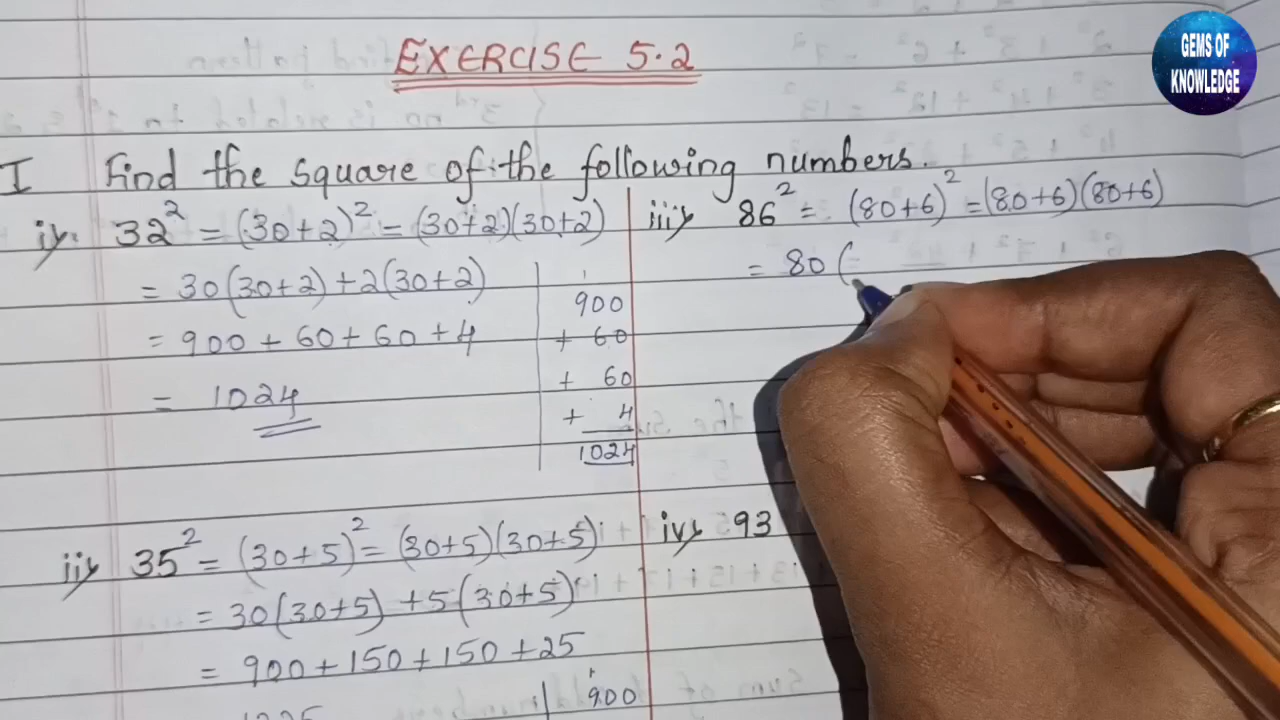 EXERCISE 5.2
GEMS OF
KNOWLEDGE
I Find the square of the following numbers.
i) 32² = (30+2)² = (30+2)(30+2)
= 30(30+2) + 2(30+2)
= 900 + 60 + 60 + 4
= 1024
900
+ 60
+ 60
+ 4
1024
ii) 35² = (30+5)² = (30+5)(30+5)
= 30(30+5) + 5(30+5)
= 900 + 150 + 150 + 25
900
iii) 86² = (80+6)² = (80+6)(80+6)
= 80(
iv) 93